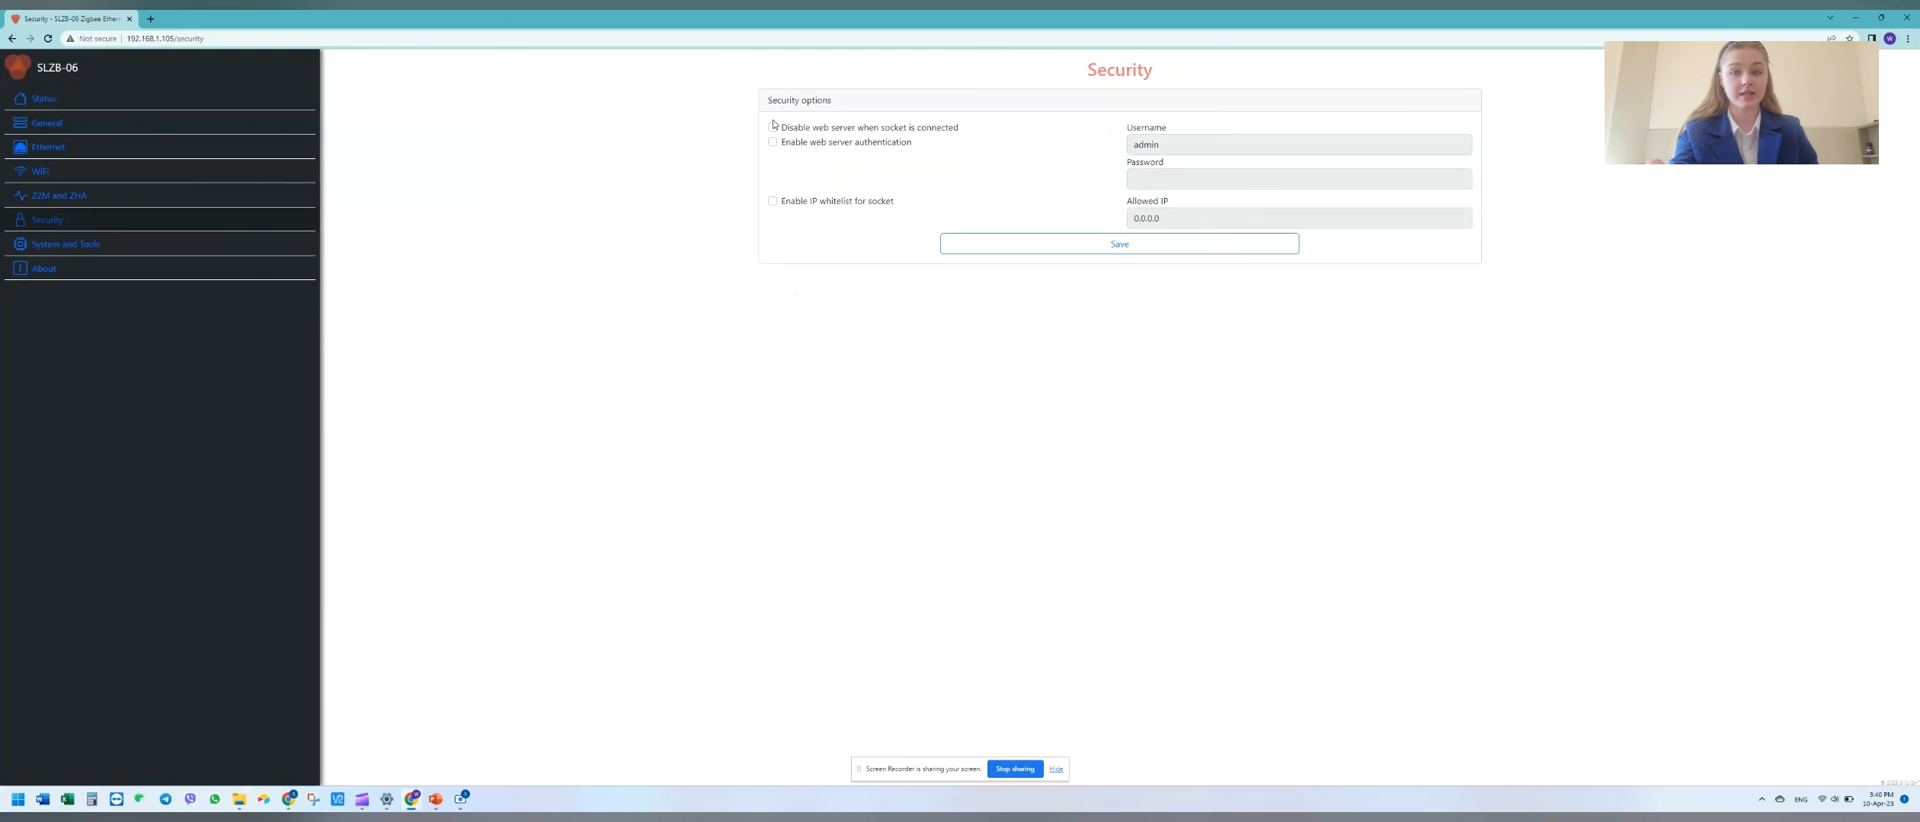 Security - SLZB-06 Zigbee Ether
Not secure | 192.168.1.105/security
SLZB-06
Status
General
Ethernet
WiFi
Z2M and ZHA
Security
System and Tools
About
Security
Security options
Disable web server when socket is connected
Enable web server authentication
Username
admin
Password
Enable IP whitelist for socket
Allowed IP
0.0.0.0
Save
Screen Recorder is sharing your screen.
Stop sharing
Hide
ENG
3:40 PM
10-Apr-23